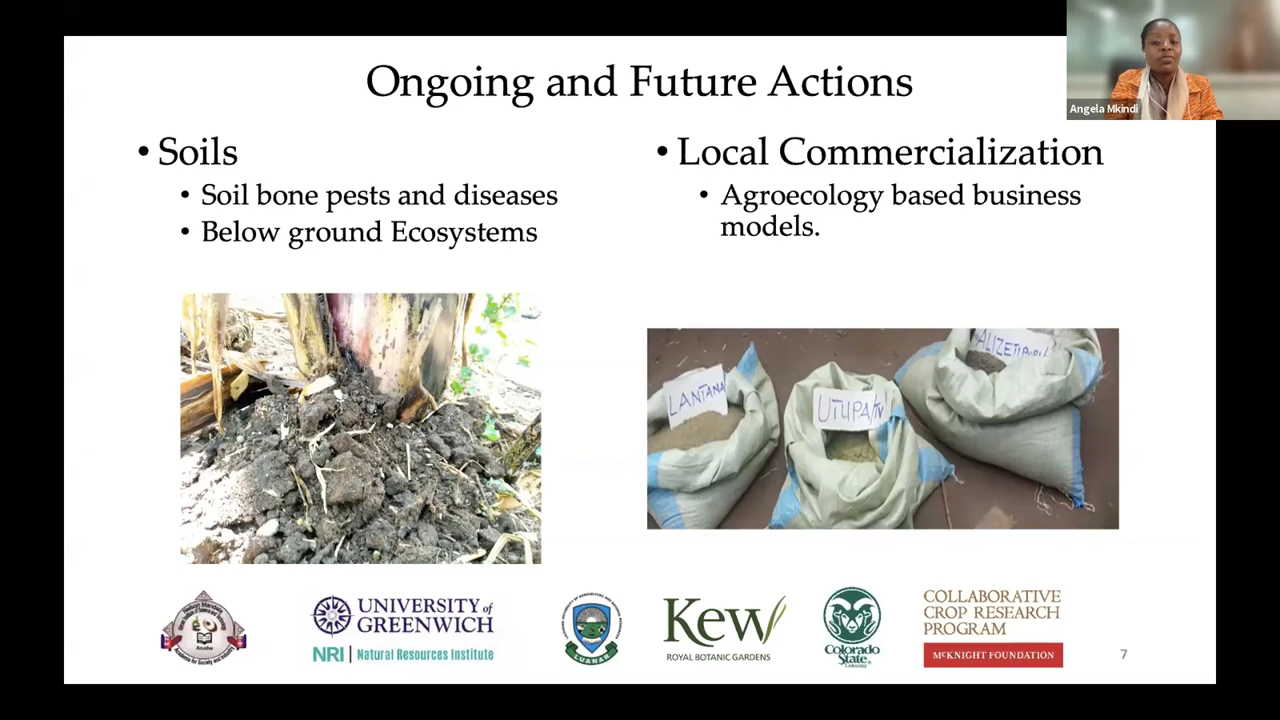 Ongoing and Future Actions
Angela Mkindi
• Soils
• Soil bone pests and diseases
• Below ground Ecosystems
• Local Commercialization
• Agroecology based business
models.
LANTANA
UTUPA/TV
UNIVERSITY of
GREENWICH
NRI | Natural Resources Institute
LUANAR
Kew
ROYAL BOTANIC GARDENS
Colorado
State
COLLABORATIVE
CROP RESEARCH
PROGRAM
McKNIGHT FOUNDATION
7